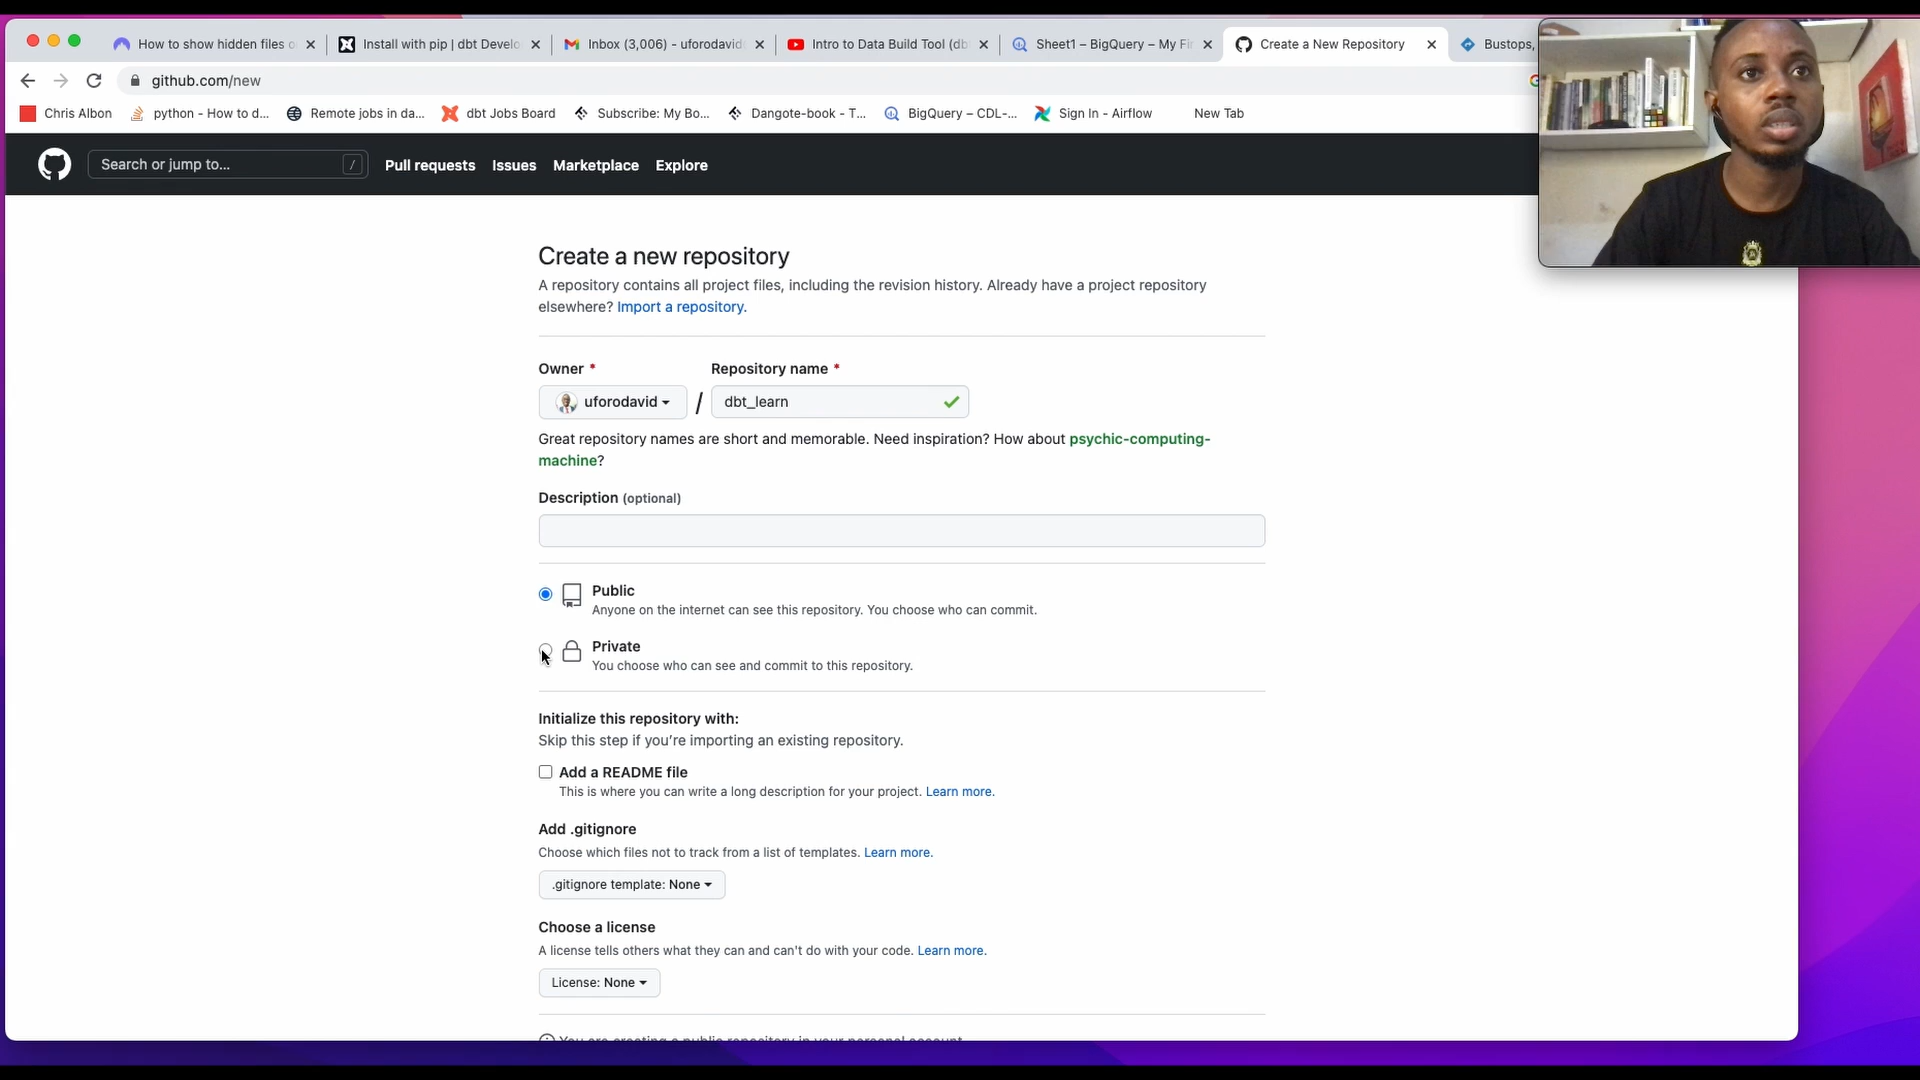 How to show hidden files o
Install with pip | dbt Develo
Inbox (3,006) - uforodavid
Intro to Data Build Tool (db
Sheet1 – BigQuery – My Fi
Create a New Repository
Bustops,
github.com/new
Chris Albon
python - How to d...
Remote jobs in da...
dbt Jobs Board
Subscribe: My Bo...
Dangote-book - T...
BigQuery – CDL-...
Sign In - Airflow
New Tab
Search or jump to...
/
Pull requests
Issues
Marketplace
Explore
Create a new repository
A repository contains all project files, including the revision history. Already have a project repository
elsewhere? Import a repository.
Owner *
Repository name *
uforodavid
/
dbt_learn
Great repository names are short and memorable. Need inspiration? How about psychic-computing-
machine?
Description (optional)
Public
Anyone on the internet can see this repository. You choose who can commit.
Private
You choose who can see and commit to this repository.
Initialize this repository with:
Skip this step if you're importing an existing repository.
Add a README file
This is where you can write a long description for your project. Learn more.
Add .gitignore
Choose which files not to track from a list of templates. Learn more.
.gitignore template: None
Choose a license
A license tells others what they can and can't do with your code. Learn more.
License: None
You are creating a public repository in your personal account.